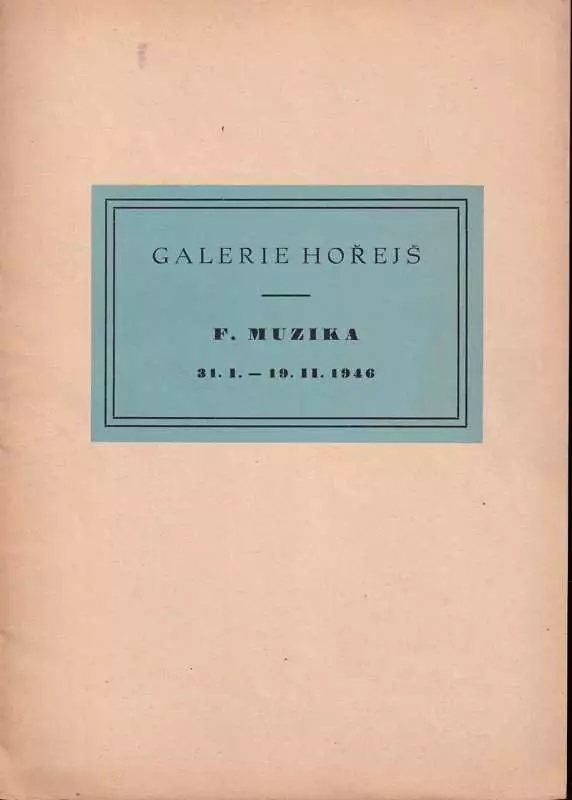 GALERIE HOŘEJŠ
F. MUZIKA
31. I. — 19. II. 1946